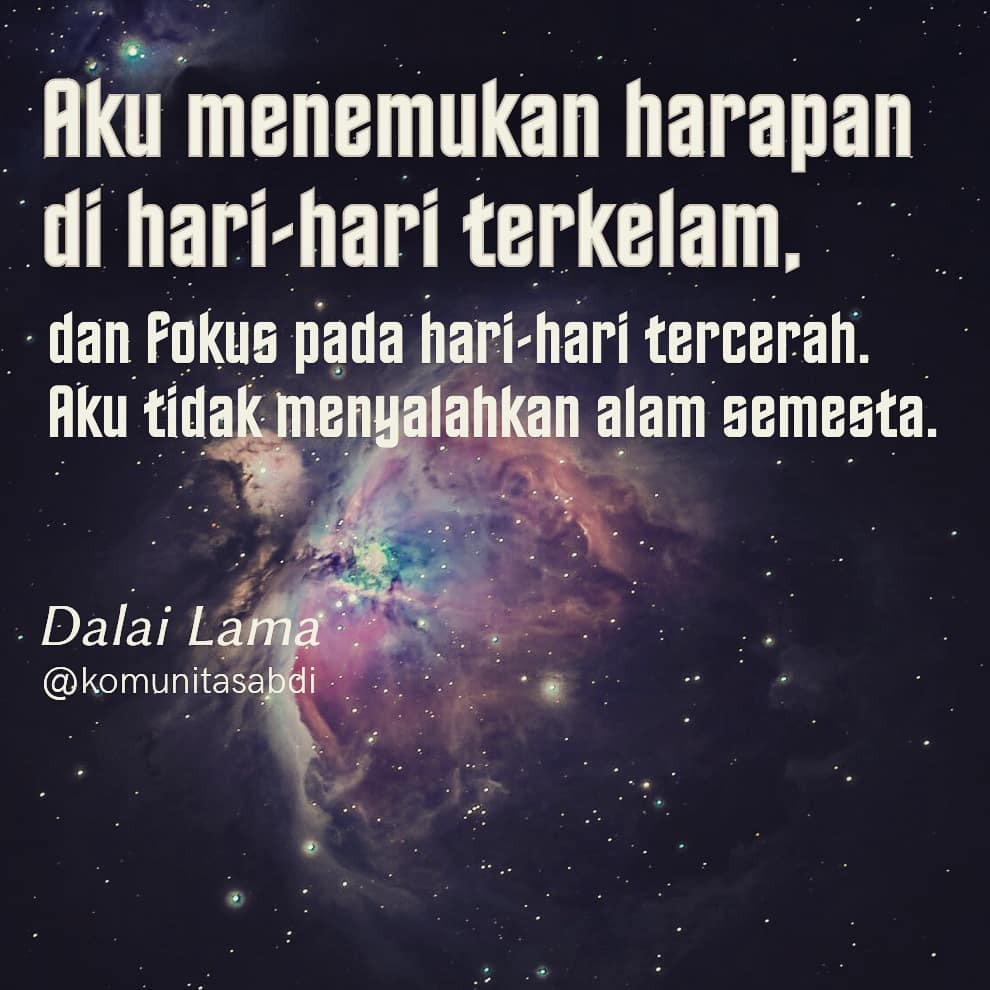 Aku menemukan harapan
di hari-hari terkelam,
dan fokus pada hari-hari tercerah.
Aku tidak menyalahkan alam semesta.
Dalai Lama
@komunitasabdi